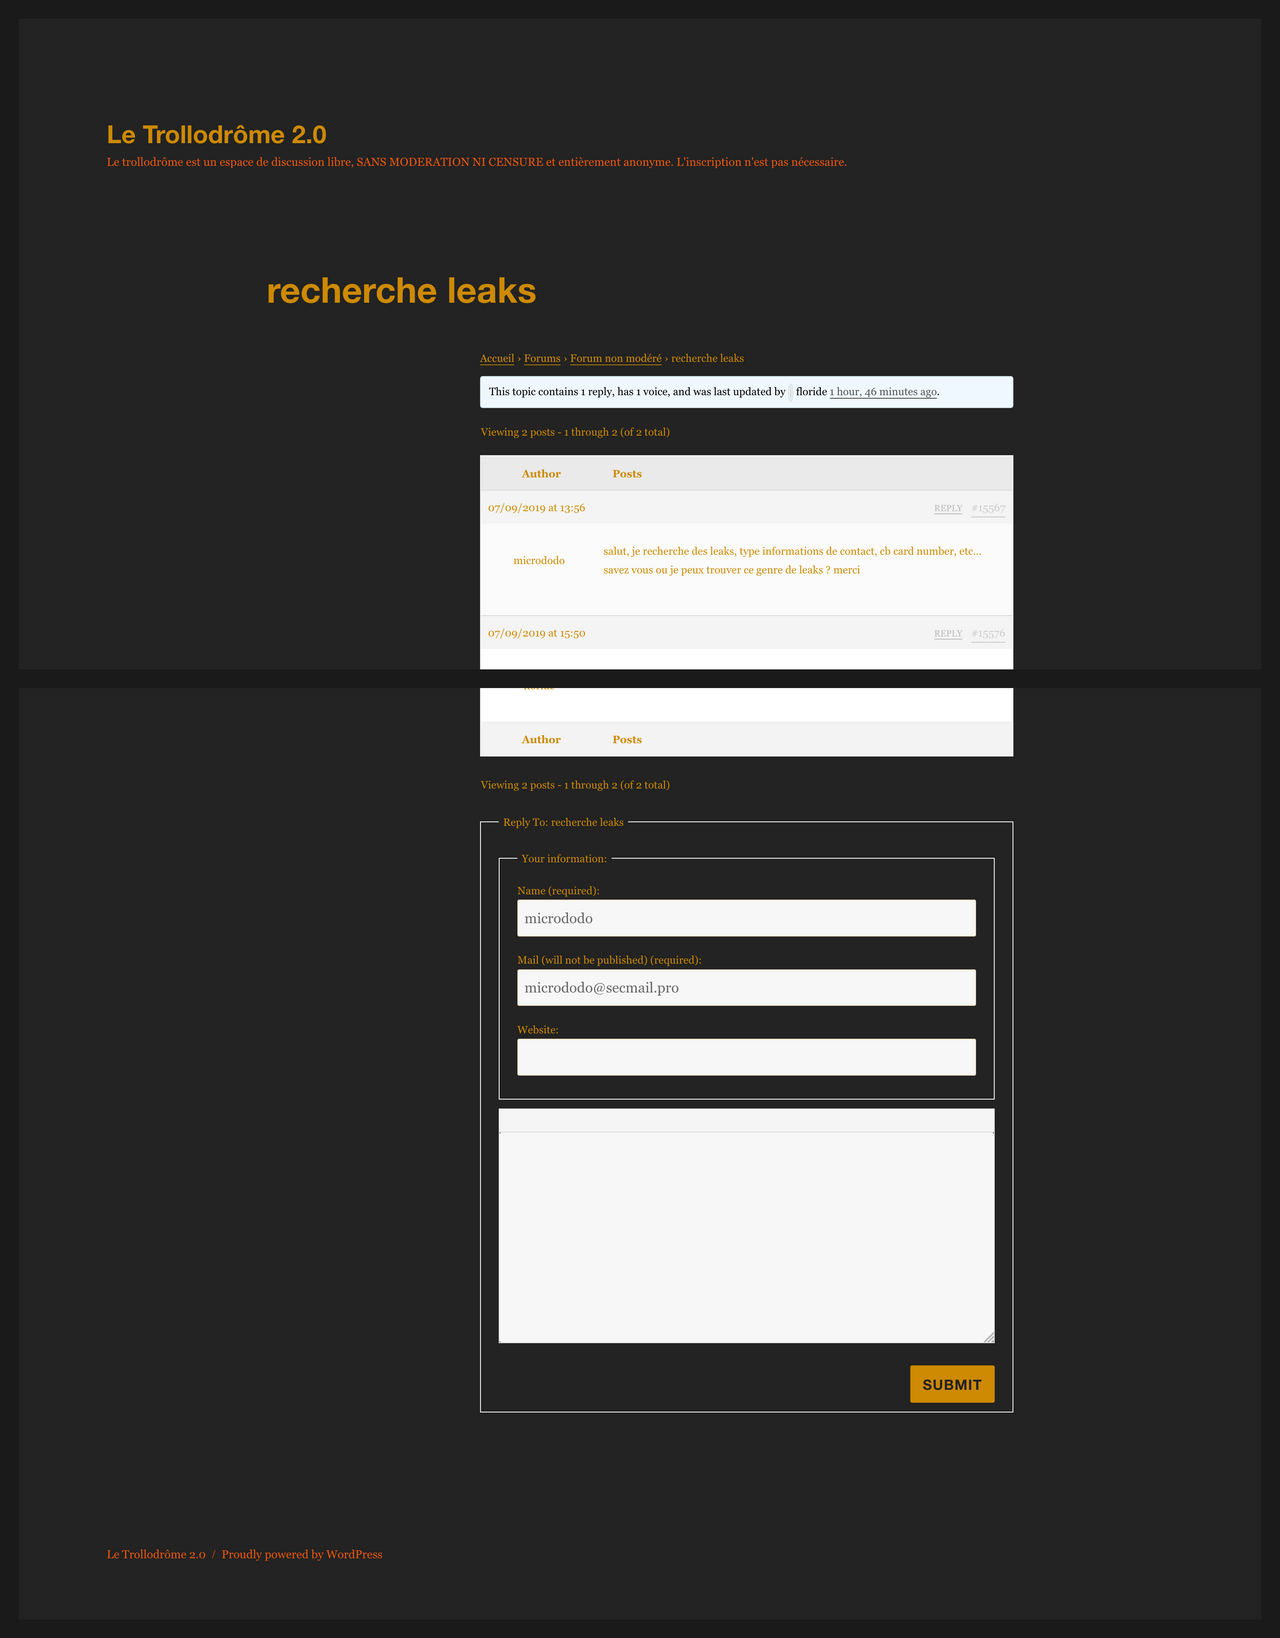 Le Trollodrôme 2.0
Le trollodrôme est un espace de discussion libre, SANS MODERATION NI CENSURE et entièrement anonyme. L'inscription n'est pas nécessaire.
recherche leaks
Accueil › Forums › Forum non modéré › recherche leaks
This topic contains 1 reply, has 1 voice, and was last updated by floride 1 hour, 46 minutes ago.
Viewing 2 posts - 1 through 2 (of 2 total)
Author Posts
07/09/2019 at 13:56 REPLY #15567
micrododo
salut, je recherche des leaks, type informations de contact, cb card number, etc…
savez vous ou je peux trouver ce genre de leaks ? merci
07/09/2019 at 15:50 REPLY #15576
Author Posts
Viewing 2 posts - 1 through 2 (of 2 total)
Reply To: recherche leaks
Your information:
Name (required):
micrododo
Mail (will not be published) (required):
micrododo@secmail.pro
Website:
SUBMIT
Le Trollodrôme 2.0 / Proudly powered by WordPress